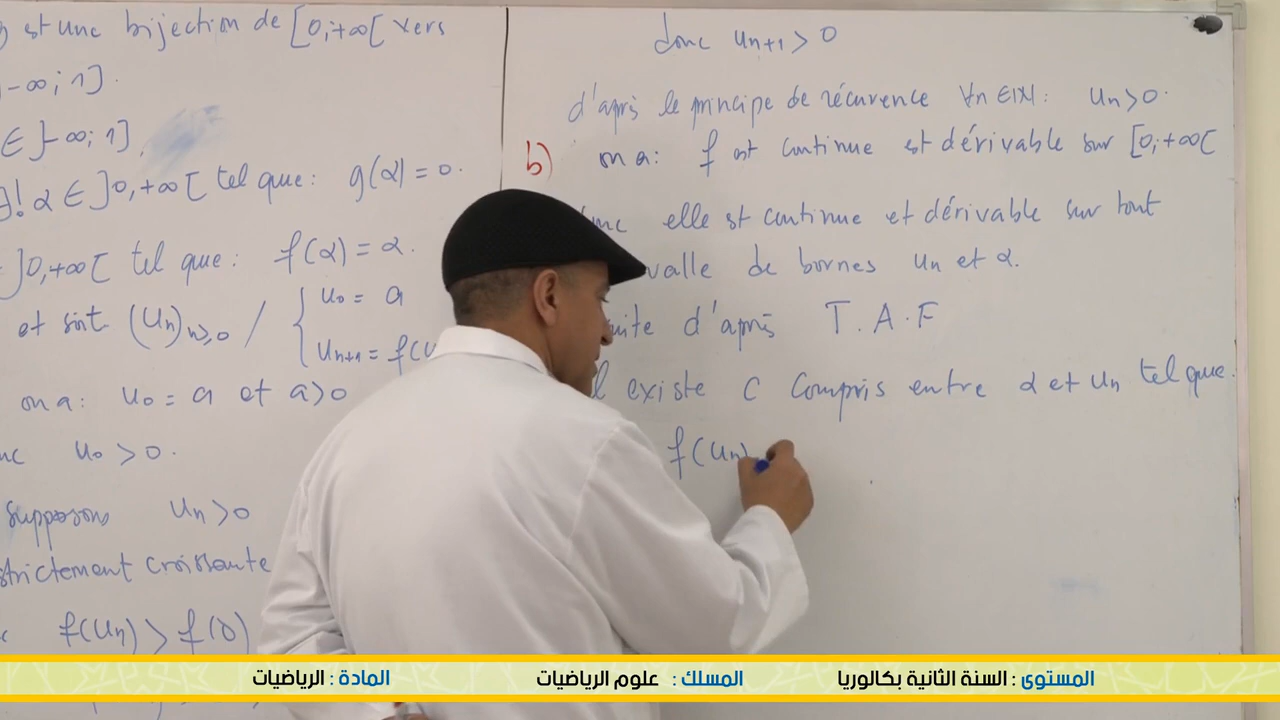 est une bijection de [0,+∞[ vers
-∞; 1].
∈ ]-∞; 1].
∃! α ∈ ]0,+∞[ tel que : g(α) = 0.
]0,+∞[ tel que : f(α) = α.
et soit (Un)n≥0 / { u0 = a
Un+1 = f(U
on a : u0 = a et a>0
nc u0 > 0.
supposons Un>0
strictement croissante
f(Un) > f(0)
donc Un+1 > 0
d'après le principe de récurence ∀n ∈ IN : Un>0.
b) on a : f est continue est dérivable sur [0,+∞[
nc elle st continue et dérivable sur tout
valle de bornes Un et α.
uite d'après T.A.F
l existe C Compris entre α et Un tel que.
f(Un)
المستوى : السنة الثانية بكالوريا
المسلك : علوم الرياضيات
المادة : الرياضيات